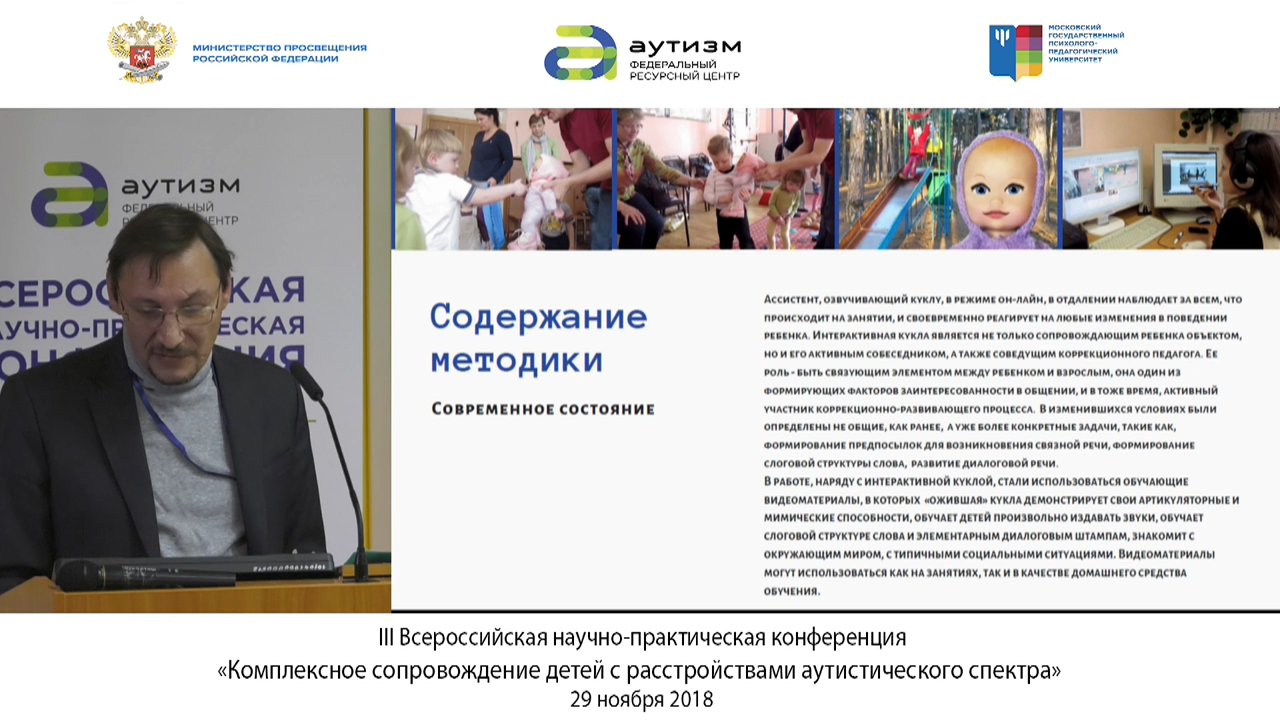 МИНИСТЕРСТВО ПРОСВЕЩЕНИЯ
РОССИЙСКОЙ ФЕДЕРАЦИИ
аутизм
ФЕДЕРАЛЬНЫЙ
РЕСУРСНЫЙ ЦЕНТР
МОСКОВСКИЙ
ГОСУДАРСТВЕННЫЙ
ПСИХОЛОГО-
ПЕДАГОГИЧЕСКИЙ
УНИВЕРСИТЕТ
аутизм
ФЕДЕРАЛЬНЫЙ
Содержание
методики
Современное состояние
Ассистент, озвучивающий куклу, в режиме он-лайн, в отдалении наблюдает за всем, что
происходит на занятии, и своевременно реагирует на любые изменения в поведении
ребенка. Интерактивная кукла является не только сопровождающим ребенка объектом,
но и его активным собеседником, а также соведущим коррекционного педагога. Ее
роль - быть связующим элементом между ребенком и взрослым, она один из
формирующих факторов заинтересованности в общении, и в тоже время, активный
участник коррекционно-развивающего процесса. В изменившихся условиях были
определены не общие, как ранее, а уже более конкретные задачи, такие как,
формирование предпосылок для возникновения связной речи, формирование
слоговой структуры слова, развитие диалоговой речи.
В работе, наряду с интерактивной куклой, стали использоваться обучающие
видеоматериалы, в которых «ожившая» кукла демонстрирует свои артикуляторные и
мимические способности, обучает детей произвольно издавать звуки, обучает
слоговой структуре слова и элементарным диалоговым штампам, знакомит с
окружающим миром, с типичными социальными ситуациями. Видеоматериалы
могут использоваться как на занятиях, так и в качестве домашнего средства
обучения.
III Всероссийская научно-практическая конференция
«Комплексное сопровождение детей с расстройствами аутистического спектра»
29 ноября 2018